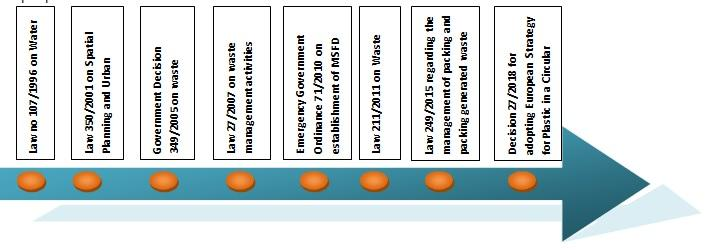 Law no 107/1996 on Water
Law 350/2001 on Spatial
Planning and Urban
Government Decision
349/2005 on waste
Law 27/2007 on waste
management activities
Emergency Government
Ordinance 71/2010 on
establishment of MSFD
Law 211/2011 on Waste
Law 249/2015 regarding the
management of packing and
packing generated waste
Decision 27/2018 for
adopting European Strategy
for Plastic in a Circular